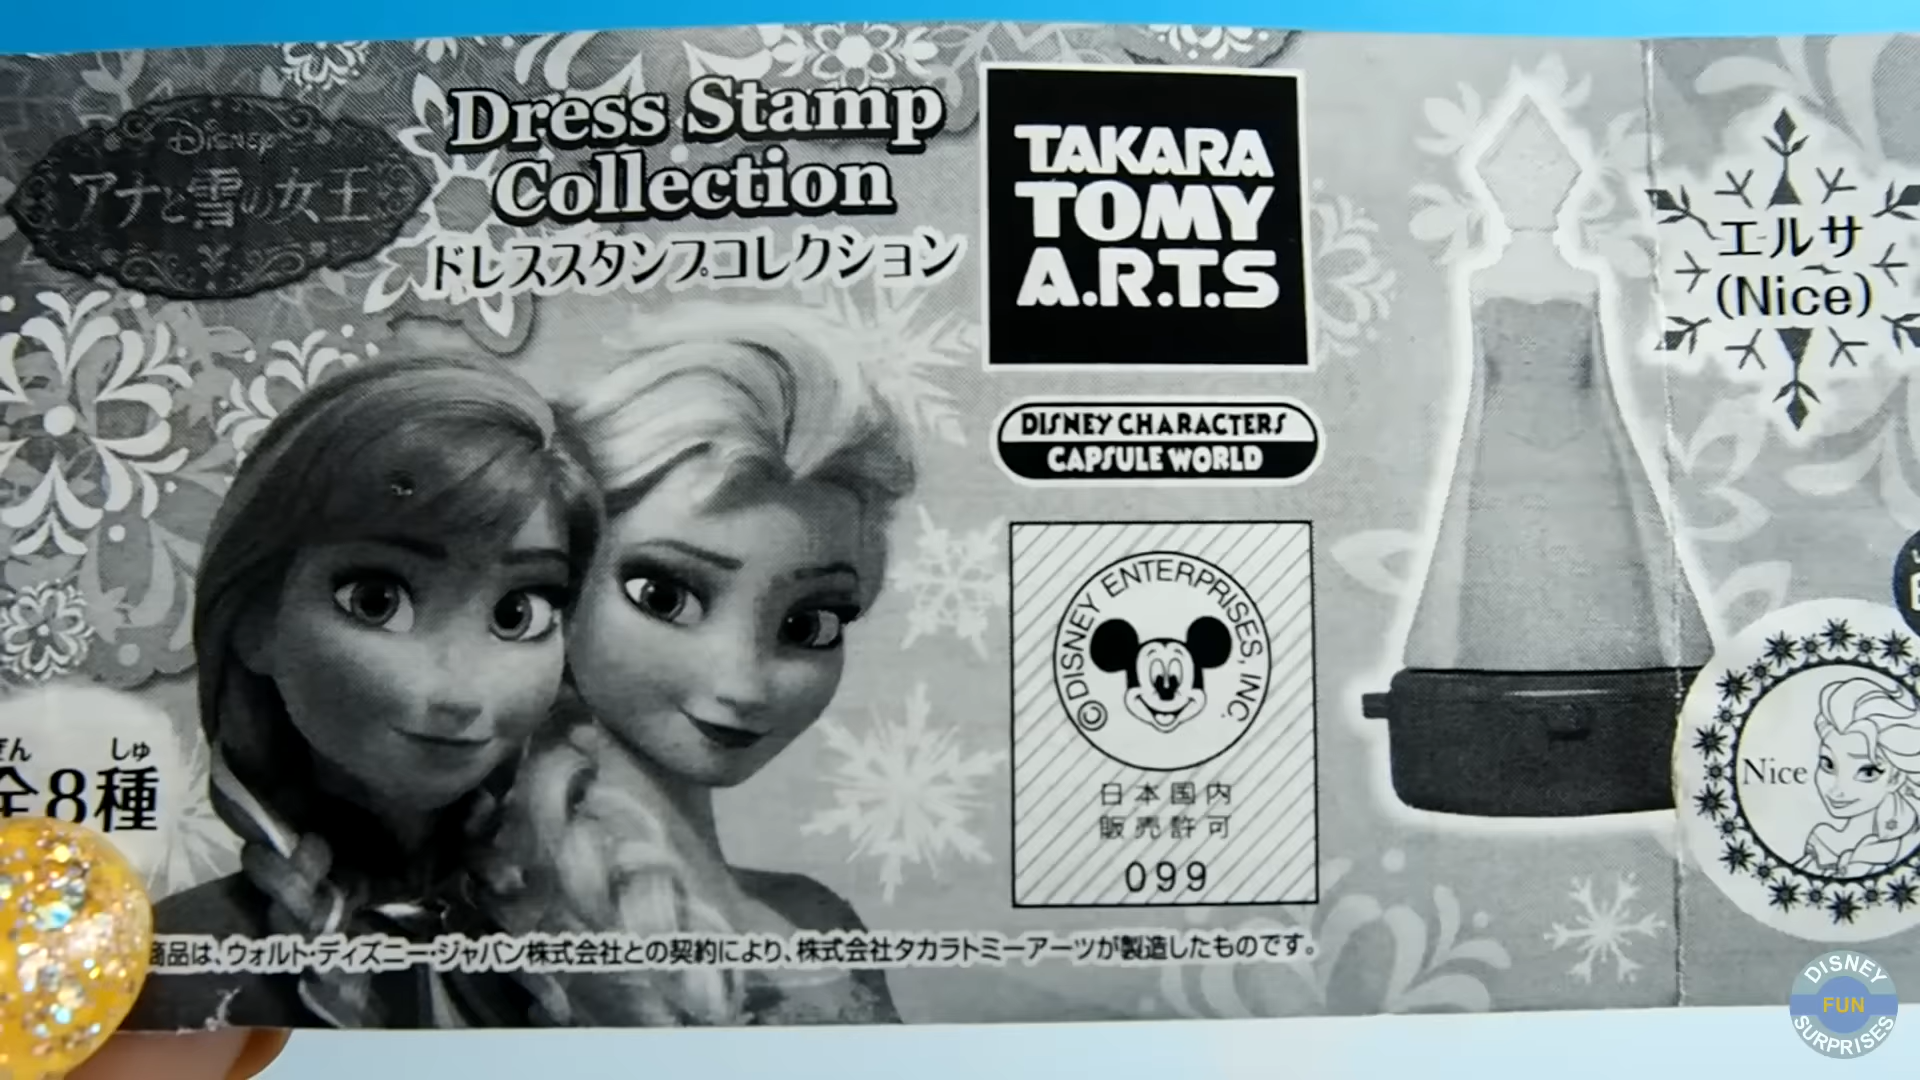 Disney
アナと雪の女王
Dress Stamp
Collection
ドレススタンプコレクション
TAKARA
TOMY
A.R.T.S
DISNEY CHARACTERS
CAPSULE WORLD
©DISNEY ENTERPRISES, INC.
日本国内
販売許可
099
エルサ
(Nice)
Nice
しゅ
全8種
商品は、ウォルト・ディズニー・ジャパン株式会社との契約により、株式会社タカラトミーアーツが製造したものです。
DISNEY
FUN
SURPRISES